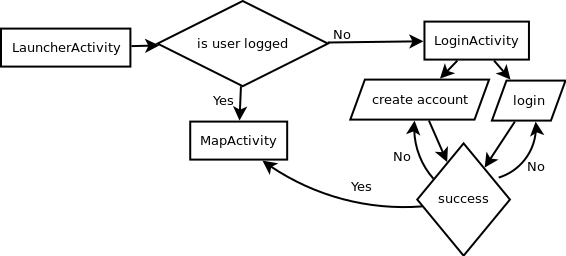 LauncherActivity
is user logged
No
LoginActivity
Yes
create account
login
MapActivity
No
No
Yes
success